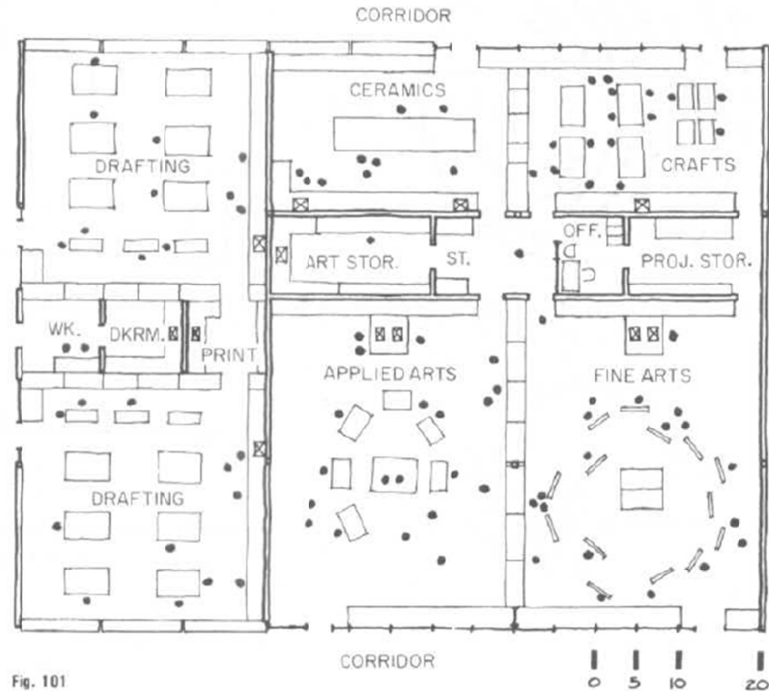 CORRIDOR
CERAMICS
DRAFTING
CRAFTS
OFF.
ART STOR.
ST.
PROJ. STOR.
WK.
DKRM.
PRINT
APPLIED ARTS
FINE ARTS
DRAFTING
CORRIDOR
Fig. 101
0 5 10 20